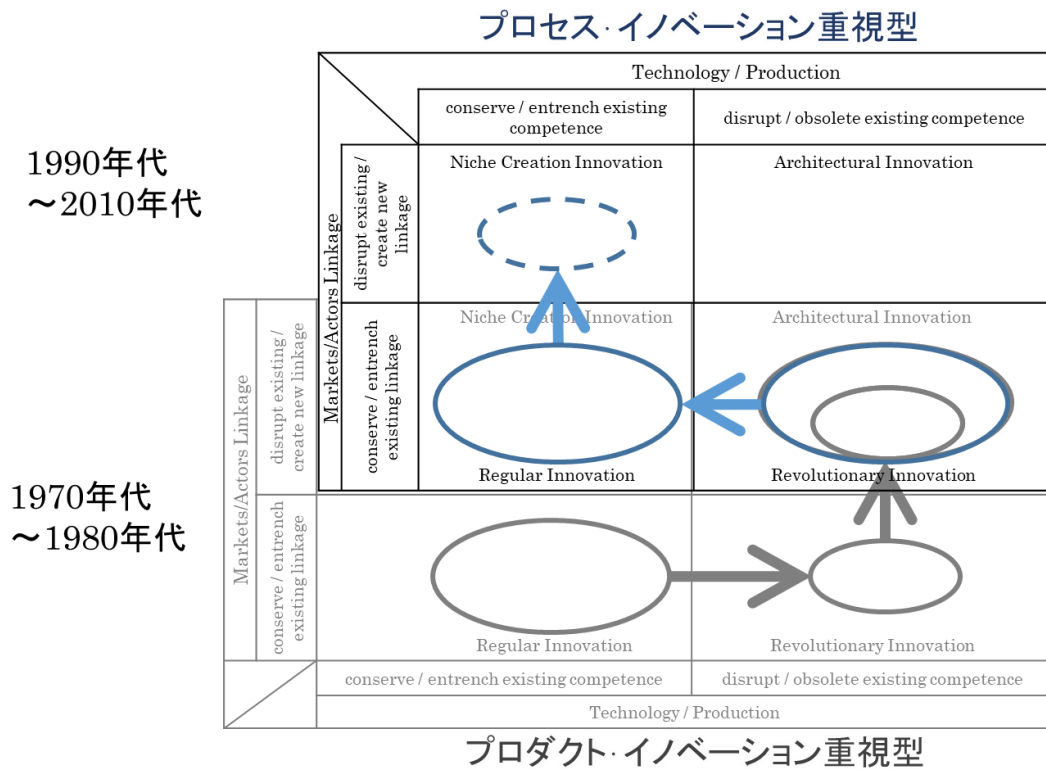 プロセス・イノベーション重視型
Technology / Production
conserve / entrench existing
competence
disrupt / obsolete existing competence
1990年代
～2010年代
Markets/Actors Linkage
disrupt existing /
create new
linkage
Niche Creation Innovation
Architectural Innovation
conserve / entrench
existing linkage
Niche Creation Innovation
Architectural Innovation
Regular Innovation
Revolutionary Innovation
1970年代
～1980年代
Markets/Actors Linkage
disrupt existing /
create new linkage
conserve / entrench
existing linkage
Regular Innovation
Revolutionary Innovation
conserve / entrench existing competence
disrupt / obsolete existing competence
Technology / Production
プロダクト・イノベーション重視型